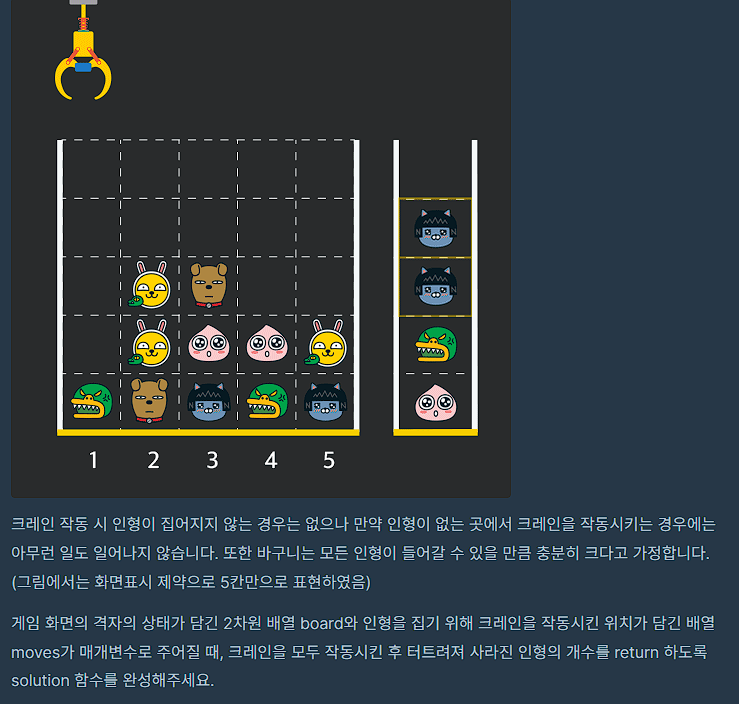 1 2 3 4 5
크레인 작동 시 인형이 집어지지 않는 경우는 없으나 만약 인형이 없는 곳에서 크레인을 작동시키는 경우에는
아무런 일도 일어나지 않습니다. 또한 바구니는 모든 인형이 들어갈 수 있을 만큼 충분히 크다고 가정합니다.
(그림에서는 화면표시 제약으로 5칸만으로 표현하였음)
게임 화면의 격자의 상태가 담긴 2차원 배열 board와 인형을 집기 위해 크레인을 작동시킨 위치가 담긴 배열
moves가 매개변수로 주어질 때, 크레인을 모두 작동시킨 후 터트려져 사라진 인형의 개수를 return 하도록
solution 함수를 완성해주세요.